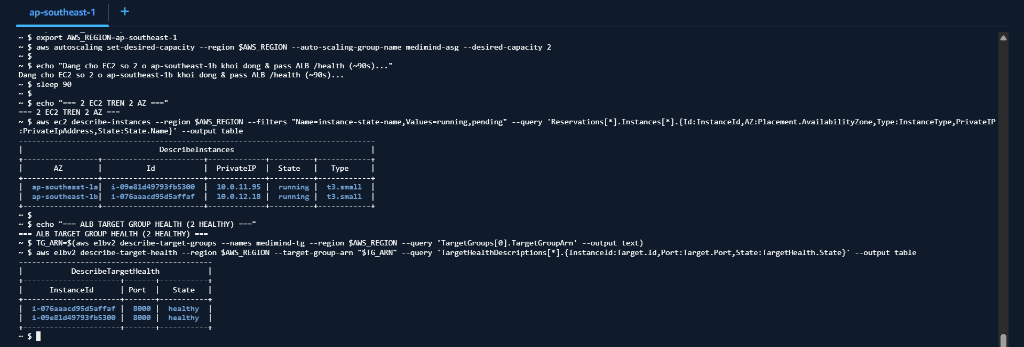 ap-southeast-1 +
~ $ export AWS_REGION=ap-southeast-1
~ $ aws autoscaling set-desired-capacity --region $AWS_REGION --auto-scaling-group-name medimind-asg --desired-capacity 2
~ $
~ $ echo "Dang cho EC2 so 2 o ap-southeast-1b khoi dong & pass ALB /health (~90s)..."
Dang cho EC2 so 2 o ap-southeast-1b khoi dong & pass ALB /health (~90s)...
~ $ sleep 90
~ $
~ $ echo "=== 2 EC2 TREN 2 AZ ==="
=== 2 EC2 TREN 2 AZ ===
~ $ aws ec2 describe-instances --region $AWS_REGION --filters "Name=instance-state-name,Values=running,pending" --query 'Reservations[*].Instances[*].{Id:InstanceId,AZ:Placement.AvailabilityZone,Type:InstanceType,PrivateIP
:PrivateIpAddress,State:State.Name}' --output table
| DescribeInstances |
| AZ | Id | PrivateIP | State | Type |
| ap-southeast-1a| i-09e81d49793fb5300 | 10.0.11.95 | running | t3.small |
| ap-southeast-1b| i-076aaacd95d5affaf | 10.0.12.18 | running | t3.small |
~ $
~ $ echo "=== ALB TARGET GROUP HEALTH (2 HEALTHY) ==="
=== ALB TARGET GROUP HEALTH (2 HEALTHY) ===
~ $ TG_ARN=$(aws elbv2 describe-target-groups --names medimind-tg --region $AWS_REGION --query 'TargetGroups[0].TargetGroupArn' --output text)
~ $ aws elbv2 describe-target-health --region $AWS_REGION --target-group-arn "$TG_ARN" --query 'TargetHealthDescriptions[*].{InstanceId:Target.Id,Port:Target.Port,State:TargetHealth.State}' --output table
| DescribeTargetHealth |
| InstanceId | Port | State |
| i-076aaacd95d5affaf | 8000 | healthy |
| i-09e81d49793fb5300 | 8000 | healthy |
~ $